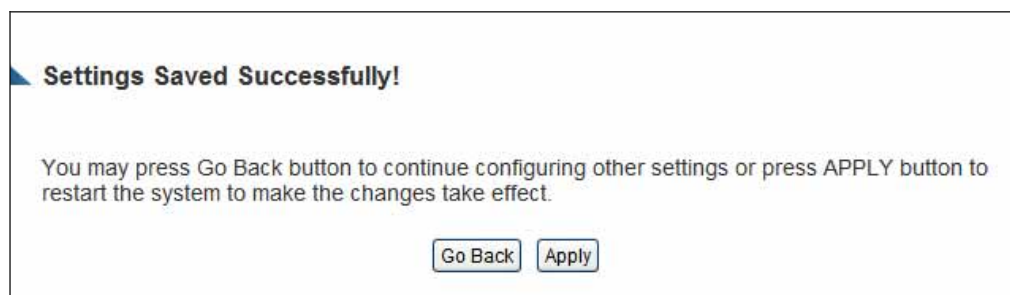 Settings Saved Successfully!
You may press Go Back button to continue configuring other settings or press APPLY button to
restart the system to make the changes take effect.
Go Back Apply